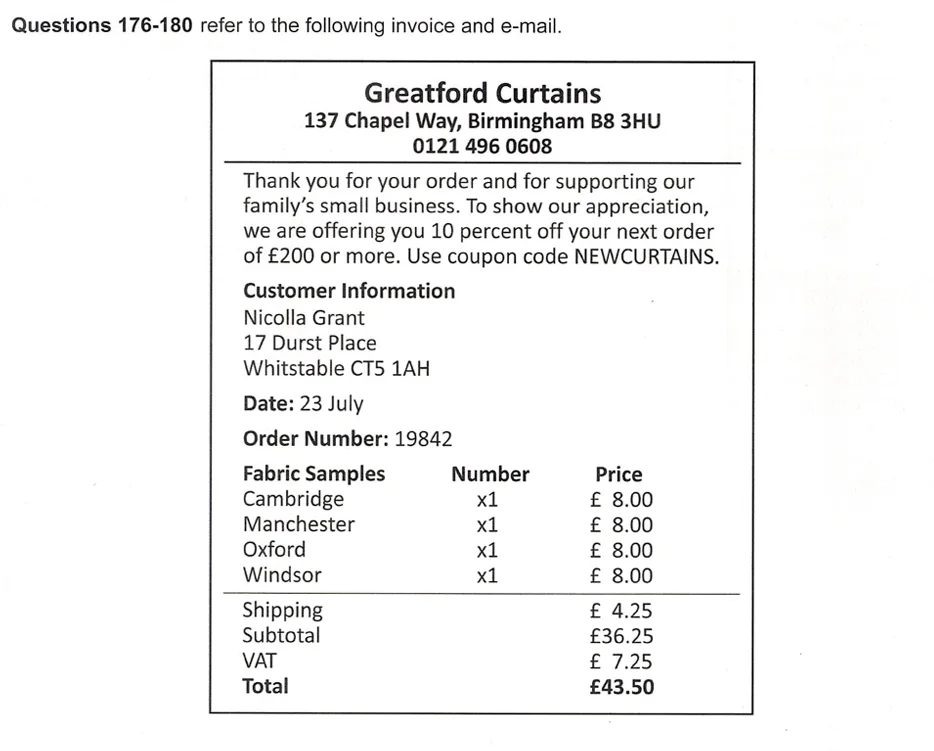 Questions 176-180 refer to the following invoice and e-mail.
Greatford Curtains
137 Chapel Way, Birmingham B8 3HU
0121 496 0608
Thank you for your order and for supporting our
family's small business. To show our appreciation,
we are offering you 10 percent off your next order
of £200 or more. Use coupon code NEWCURTAINS.
Customer Information
Nicolla Grant
17 Durst Place
Whitstable CT5 1AH
Date: 23 July
Order Number: 19842
Fabric Samples Number Price
Cambridge x1 £ 8.00
Manchester x1 £ 8.00
Oxford x1 £ 8.00
Windsor x1 £ 8.00
Shipping £ 4.25
Subtotal £36.25
VAT £ 7.25
Total £43.50